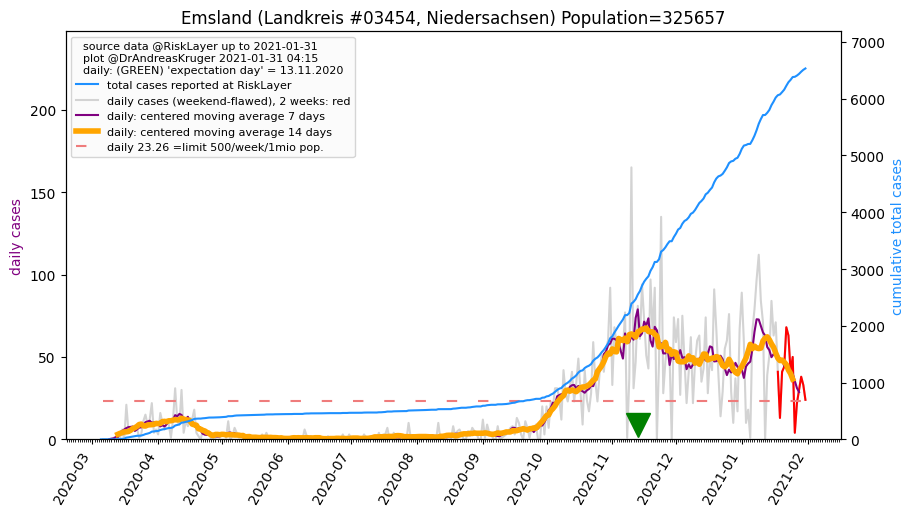 Emsland (Landkreis #03454, Niedersachsen) Population=325657
source data @RiskLayer up to 2021-01-31
plot @DrAndreasKruger 2021-01-31 04:15
daily: (GREEN) 'expectation day' = 13.11.2020
total cases reported at RiskLayer
daily cases (weekend-flawed), 2 weeks: red
daily: centered moving average 7 days
daily: centered moving average 14 days
daily 23.26 =limit 500/week/1mio pop.
daily cases
200
150
100
50
0
7000
6000
5000
4000
3000
2000
1000
0
cumulative total cases
2020-03
2020-04
2020-05
2020-06
2020-07
2020-08
2020-09
2020-10
2020-11
2020-12
2021-01
2021-02